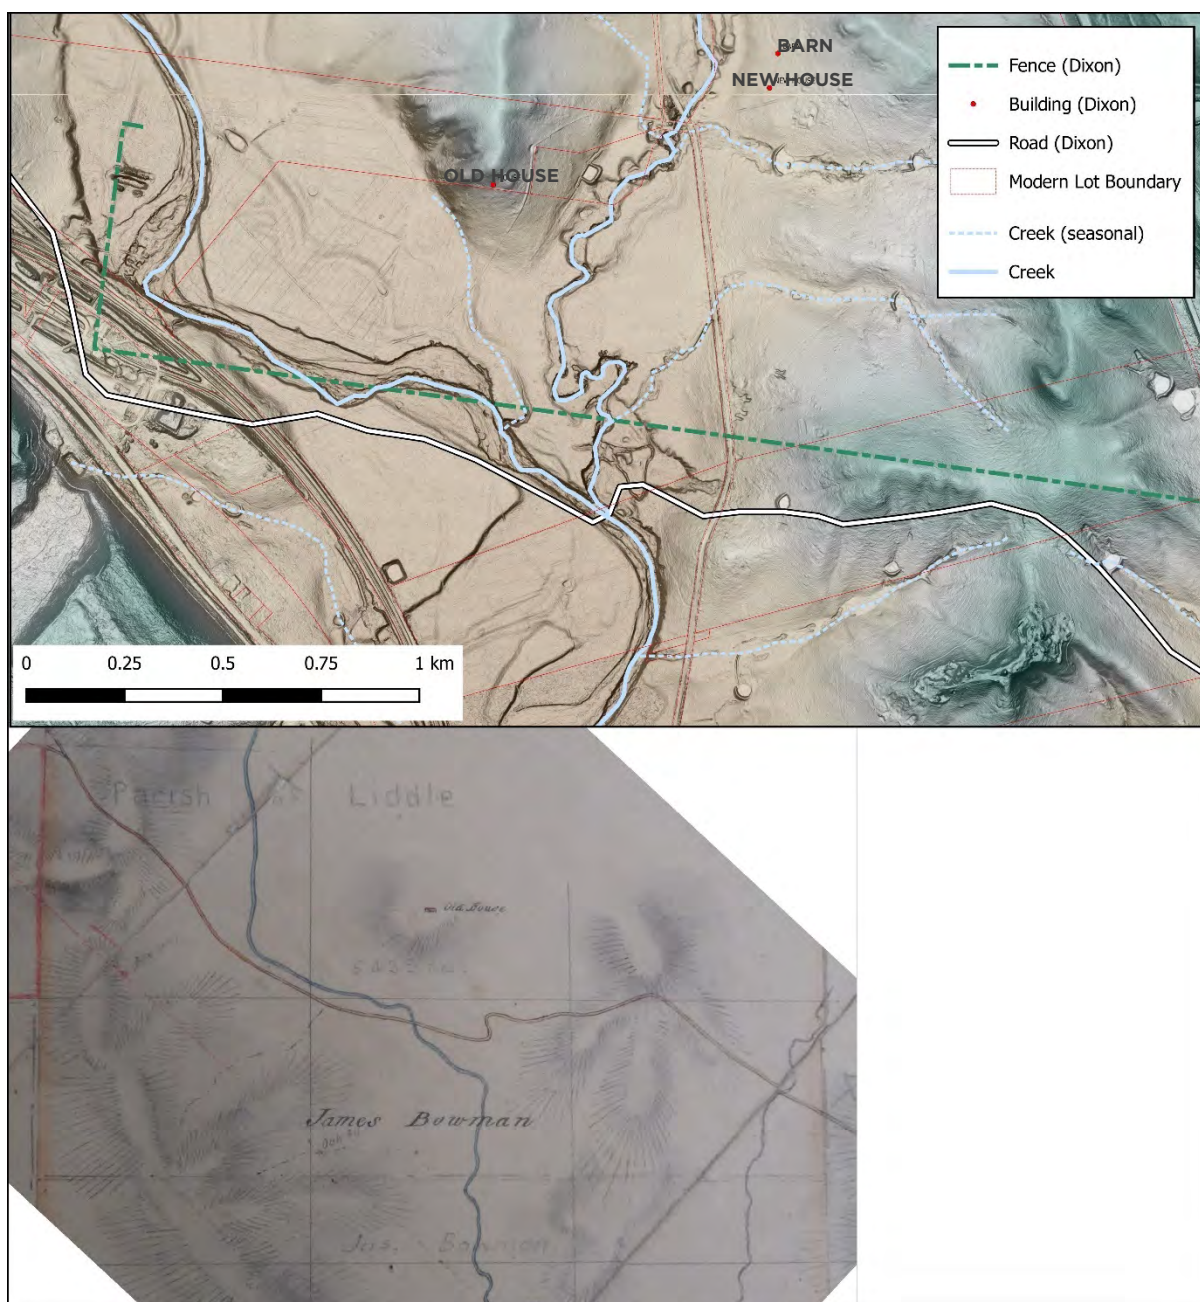 BARN
NEW HOUSE
OLD HOUSE
Fence (Dixon)
Building (Dixon)
Road (Dixon)
Modern Lot Boundary
Creek (seasonal)
Creek
0 0.25 0.5 0.75 1 km
Parish Liddle
Old House
James Bowman
Jas. Bowman